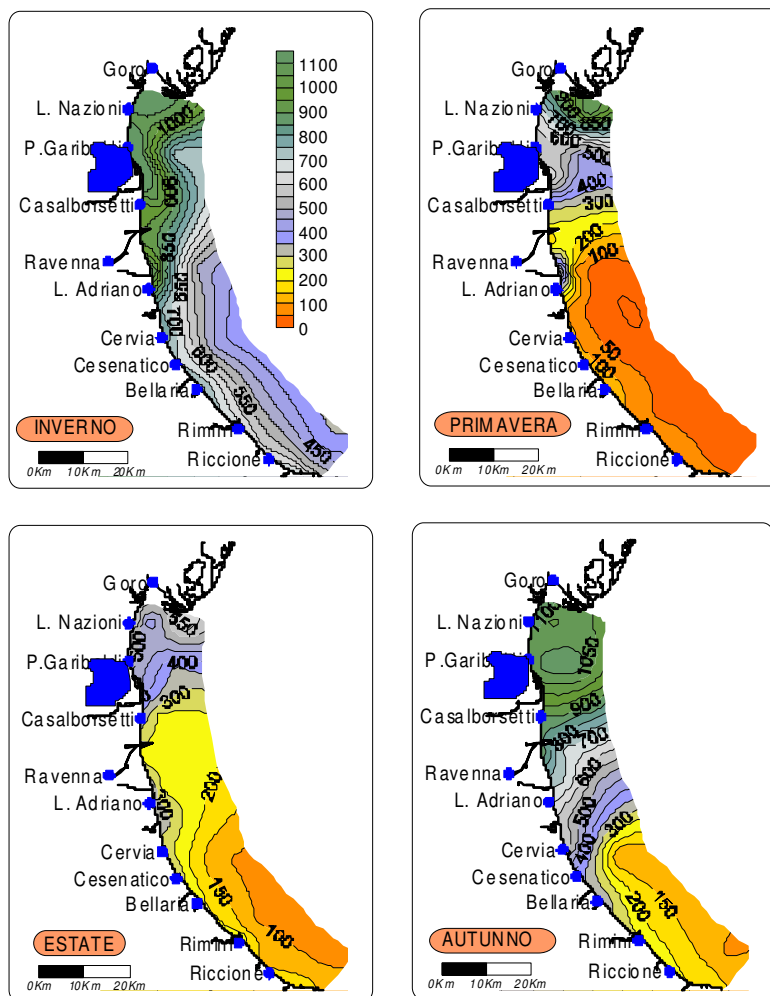 Goro
L. Nazioni
P.Garibaldi
Casalborsetti
Ravenna
L. Adriano
Cervia
Cesenatico
Bellaria
Rimini
Riccione
1000
850
700
600
550
450
1100
1000
900
800
700
600
500
400
300
200
100
0
INVERNO
0Km 10Km 20Km
Goro
L. Nazioni
P.Garibaldi
Casalborsetti
Ravenna
L. Adriano
Cervia
Cesenatico
Bellaria
Rimini
Riccione
600
500
400
300
200
100
50
100
PRIMAVERA
0Km 10Km 20Km
Goro
L. Nazioni
P.Garibaldi
Casalborsetti
Ravenna
L. Adriano
Cervia
Cesenatico
Bellaria
Rimini
Riccione
550
500
400
300
200
150
100
ESTATE
0Km 10Km 20Km
Goro
L. Nazioni
P.Garibaldi
Casalborsetti
Ravenna
L. Adriano
Cervia
Cesenatico
Bellaria
Rimini
Riccione
1100
1050
900
700
600
500
400
300
200
150
AUTUNNO
0Km 10Km 20Km